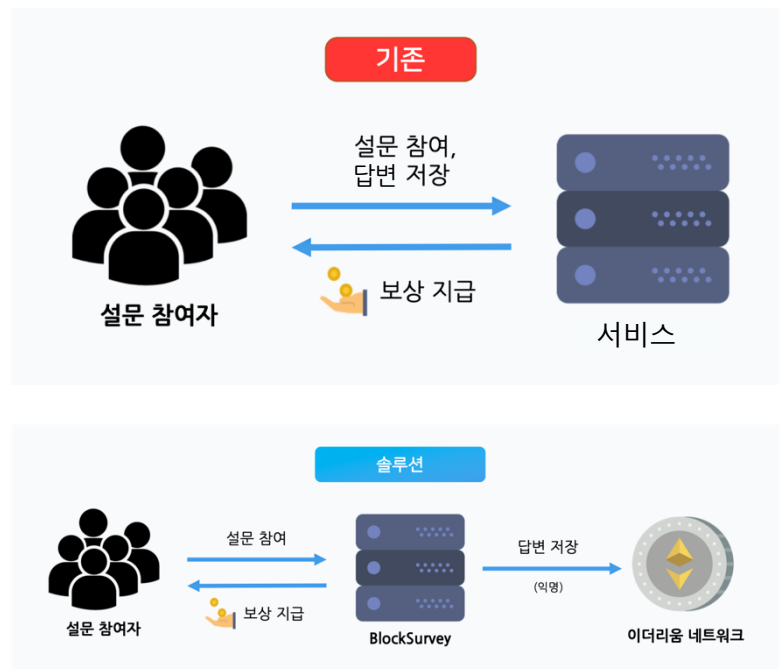 기존
설문 참여,
답변 저장
보상 지급
설문 참여자
서비스
솔루션
설문 참여
답변 저장
(익명)
보상 지급
설문 참여자
BlockSurvey
이더리움 네트워크